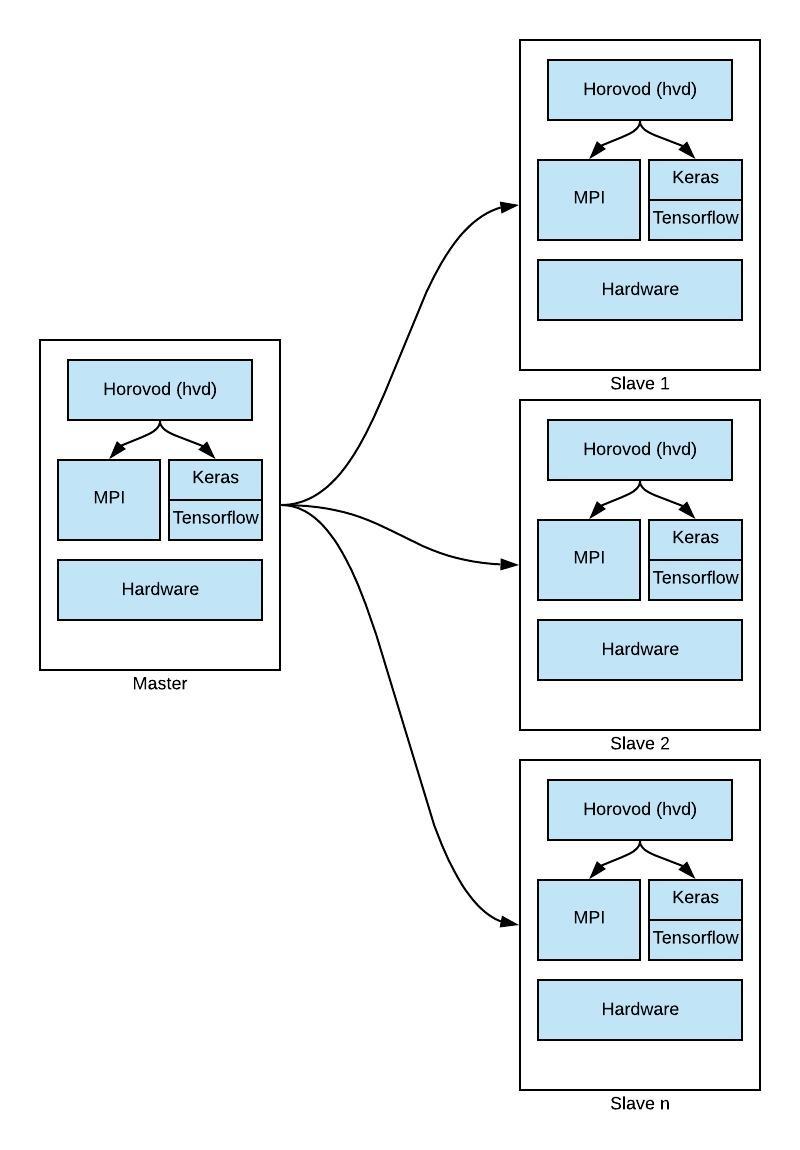 Horovod (hvd)
MPI
Keras
Tensorflow
Hardware
Master
Horovod (hvd)
MPI
Keras
Tensorflow
Hardware
Slave 1
Horovod (hvd)
MPI
Keras
Tensorflow
Hardware
Slave 2
Horovod (hvd)
MPI
Keras
Tensorflow
Hardware
Slave n